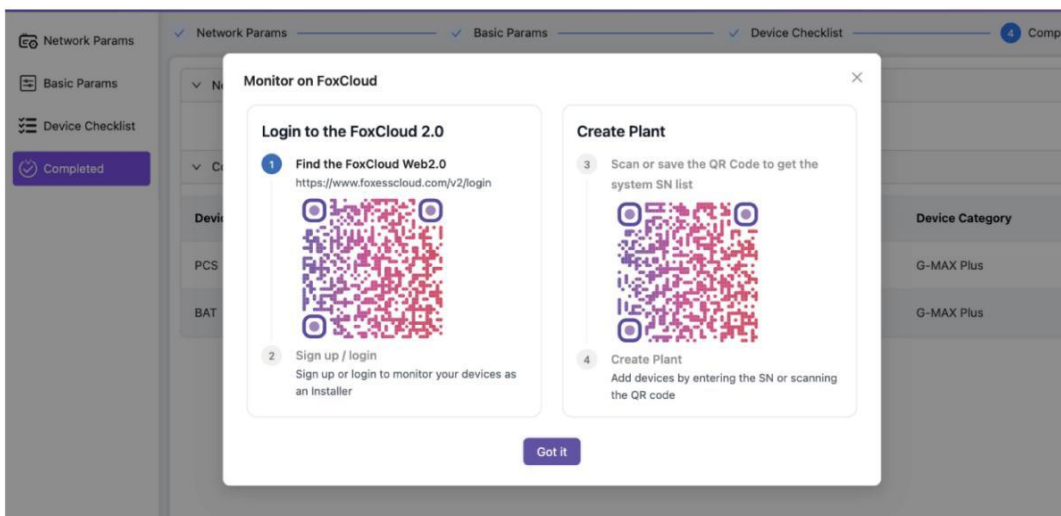 Network Params
Basic Params
Device Checklist
Completed
Network Params
Basic Params
Device Checklist
4
Monitor on FoxCloud
Login to the FoxCloud 2.0
1
Find the FoxCloud Web2.0
https://www.foxesscloud.com/v2/login
2
Sign up / login
Sign up or login to monitor your devices as
an Installer
Create Plant
3
Scan or save the QR Code to get the
system SN list
4
Create Plant
Add devices by entering the SN or scanning
the QR code
Got it
Device Category
PCS
G-MAX Plus
BAT
G-MAX Plus